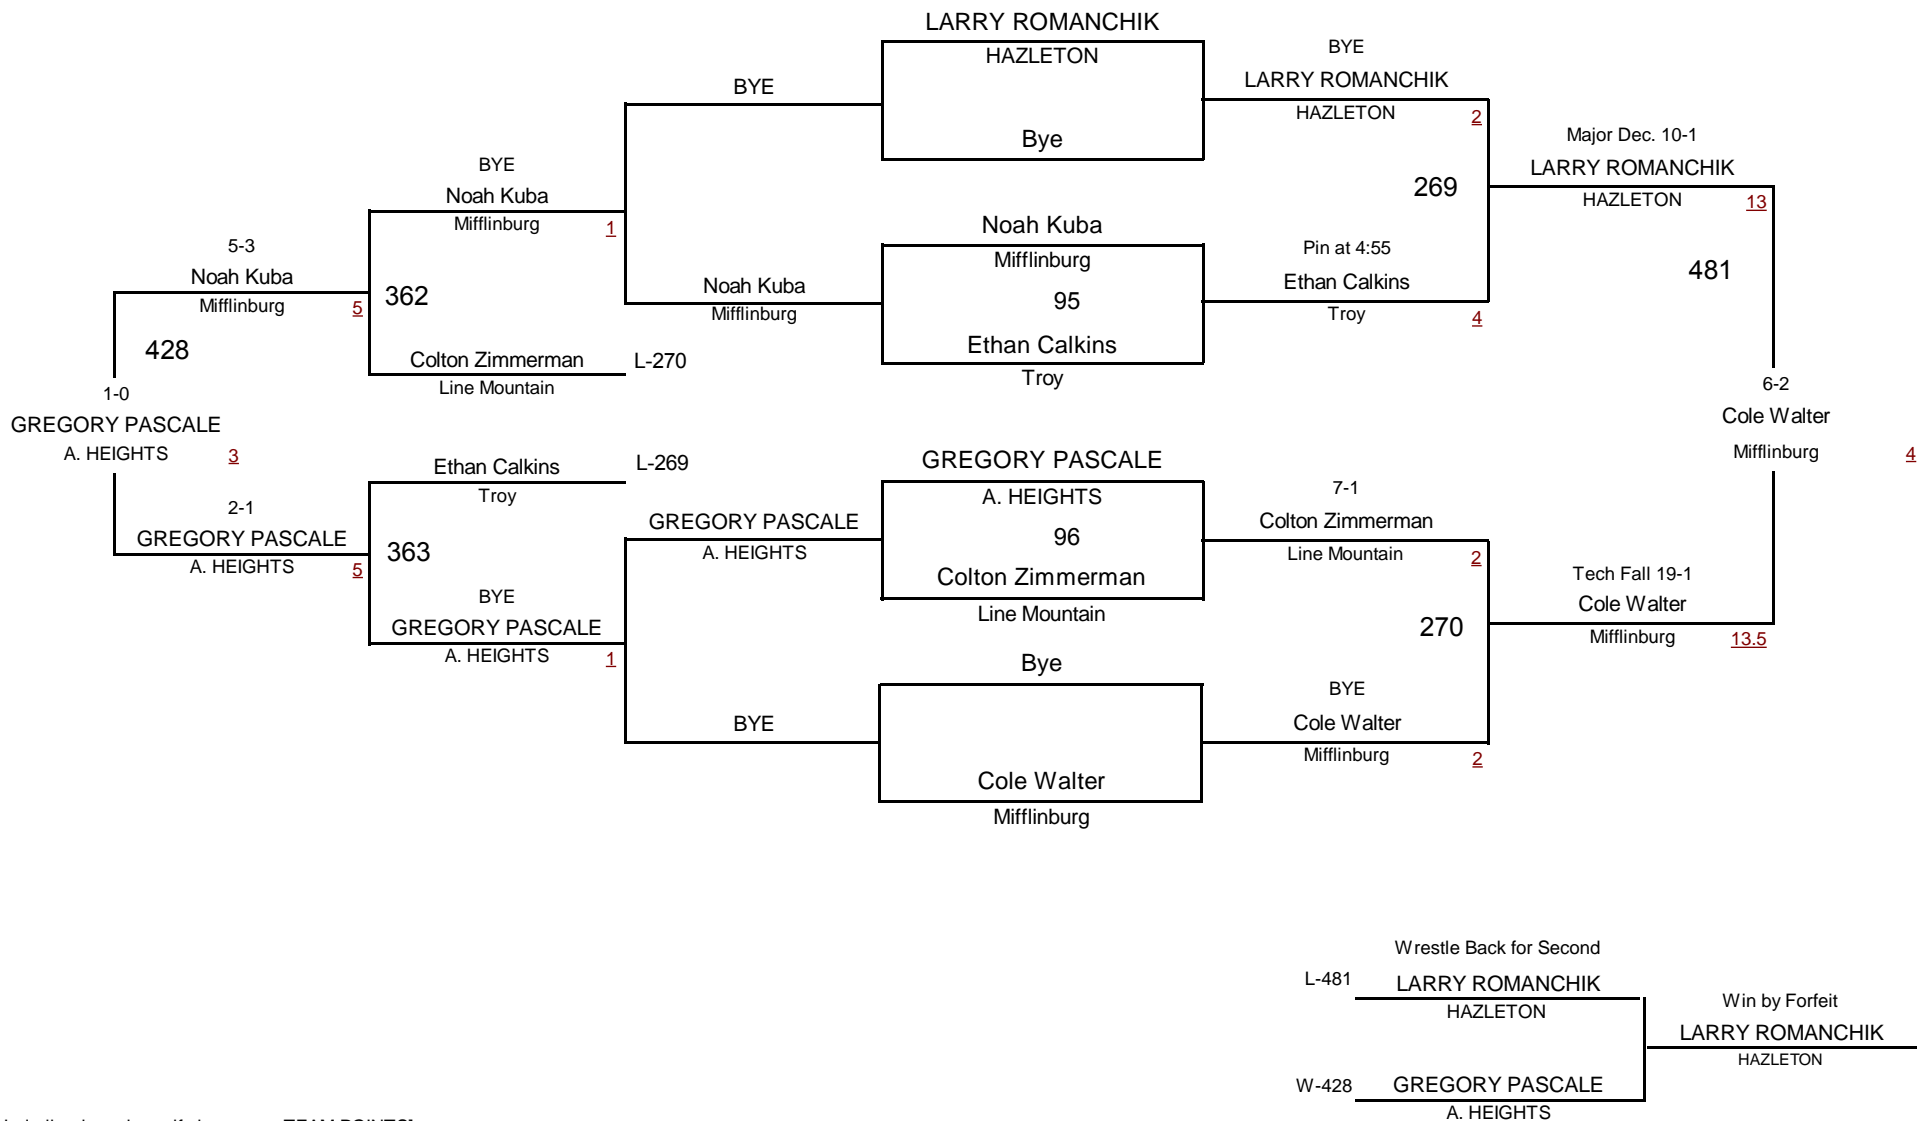 LARRY ROMANCHIK
HAZLETON
BYE
Bye
BYE
LARRY ROMANCHIK
HAZLETON
2
Major Dec. 10-1
LARRY ROMANCHIK
HAZLETON
13
269
481
BYE
Noah Kuba
Mifflinburg
1
Noah Kuba
Mifflinburg
95
Ethan Calkins
Troy
Pin at 4:55
Ethan Calkins
Troy
4
5-3
Noah Kuba
Mifflinburg
5
362
Noah Kuba
Mifflinburg
428
Colton Zimmerman
L-270
Line Mountain
1-0
GREGORY PASCALE
A. HEIGHTS
3
6-2
Cole Walter
Mifflinburg
4
Ethan Calkins
L-269
Troy
GREGORY PASCALE
A. HEIGHTS
96
Colton Zimmerman
Line Mountain
7-1
Colton Zimmerman
Line Mountain
2
2-1
GREGORY PASCALE
A. HEIGHTS
5
363
GREGORY PASCALE
A. HEIGHTS
BYE
GREGORY PASCALE
A. HEIGHTS
1
Tech Fall 19-1
Cole Walter
Mifflinburg
13.5
270
Bye
BYE
Cole Walter
Mifflinburg
BYE
Cole Walter
Mifflinburg
2
Wrestle Back for Second
L-481
LARRY ROMANCHIK
HAZLETON
Win by Forfeit
LARRY ROMANCHIK
HAZLETON
W-428
GREGORY PASCALE
A. HEIGHTS
TEAM POINTS]